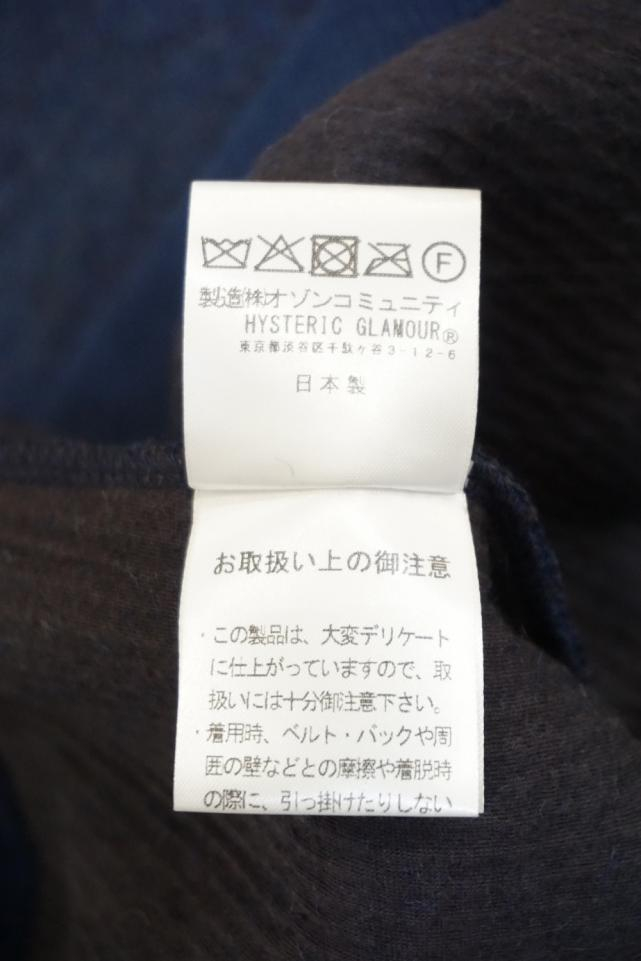 F
製造(株)オゾンコミュニティ
HYSTERIC GLAMOUR®
東京都渋谷区千駄ヶ谷3-12-6
日本製
お取扱い上の御注意
・この製品は、大変デリケート
に仕上がっていますので、取
扱いには十分御注意下さい。
・着用時、ベルト・バックや周
囲の壁などとの摩擦や着脱時
の際に、引っ掛けたりしない